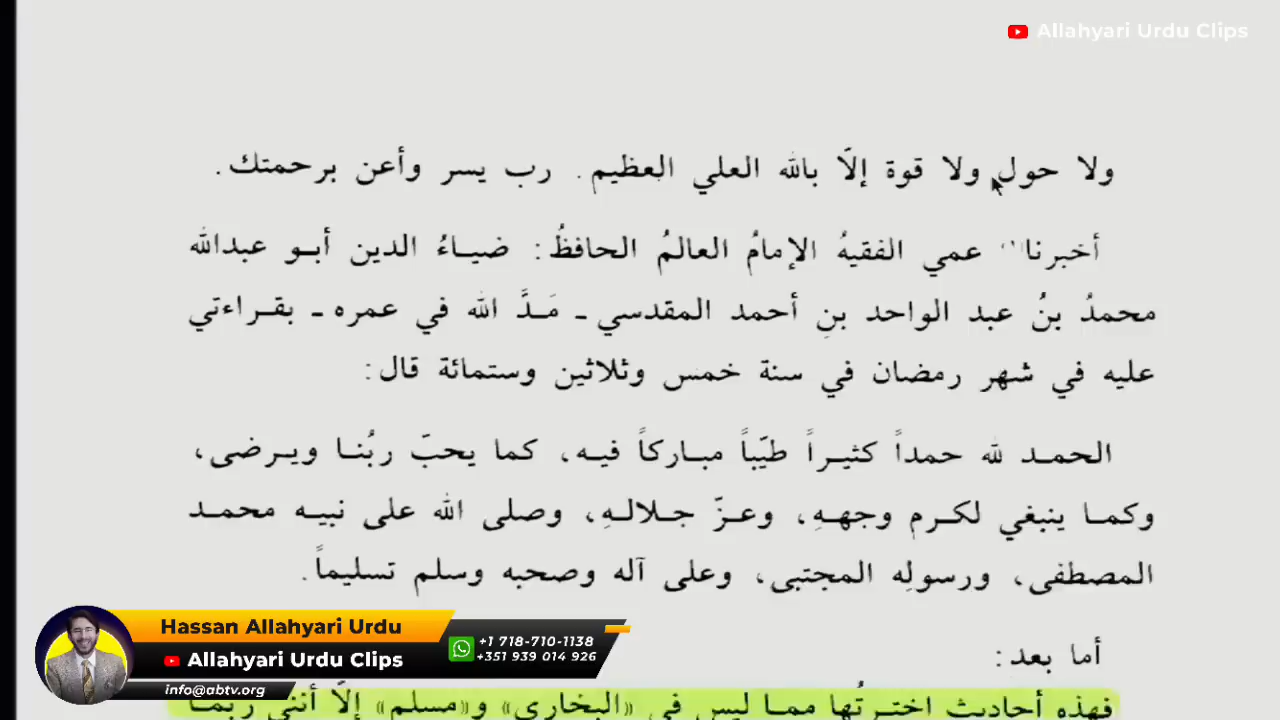 Allahyari Urdu Clips
ولا حول ولا قوة إلّا بالله العلي العظيم. رب يسر وأعن برحمتك.
أخبرنا عمي الفقيهُ الإمامُ العالمُ الحافظُ: ضياءُ الدين أبو عبدالله
محمدُ بنُ عبد الواحد بنِ أحمد المقدسي - مَدَّ الله في عمره - بقراءتي
عليه في شهر رمضان في سنة خمس وثلاثين وستمائة قال:
الحمد لله حمداً كثيراً طيّباً مباركاً فيه، كما يحبّ ربُنا ويرضى،
وكما ينبغي لكرم وجههِ، وعزّ جلالهِ، وصلى الله على نبيه محمد
المصطفى، ورسولِه المجتبى، وعلى آله وصحبه وسلم تسليماً.
أما بعد:
فهذه أحاديث اخترتُها مما ليس في «البخاري» و«مسلم» إلّا أنني ربما
Hassan Allahyari Urdu
Allahyari Urdu Clips
info@abtv.org
+1 718-710-1138
+351 939 014 926